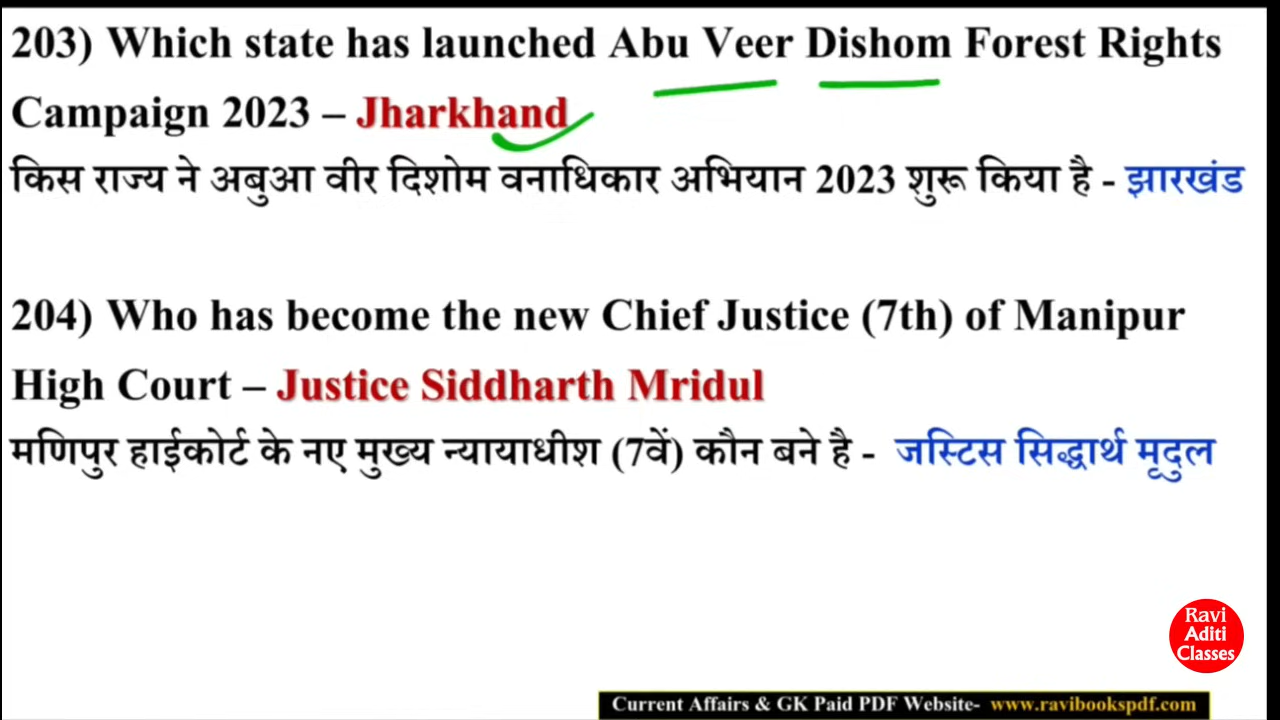 203) Which state has launched Abu Veer Dishom Forest Rights
Campaign 2023 – Jharkhand
किस राज्य ने अबुआ वीर दिशोम वनाधिकार अभियान 2023 शुरू किया है - झारखंड
204) Who has become the new Chief Justice (7th) of Manipur
High Court – Justice Siddharth Mridul
मणिपुर हाईकोर्ट के नए मुख्य न्यायाधीश (7वें) कौन बने है - जस्टिस सिद्धार्थ मृदुल
Ravi
Aditi
Classes
Current Affairs & GK Paid PDF Website- www.ravibookspdf.com